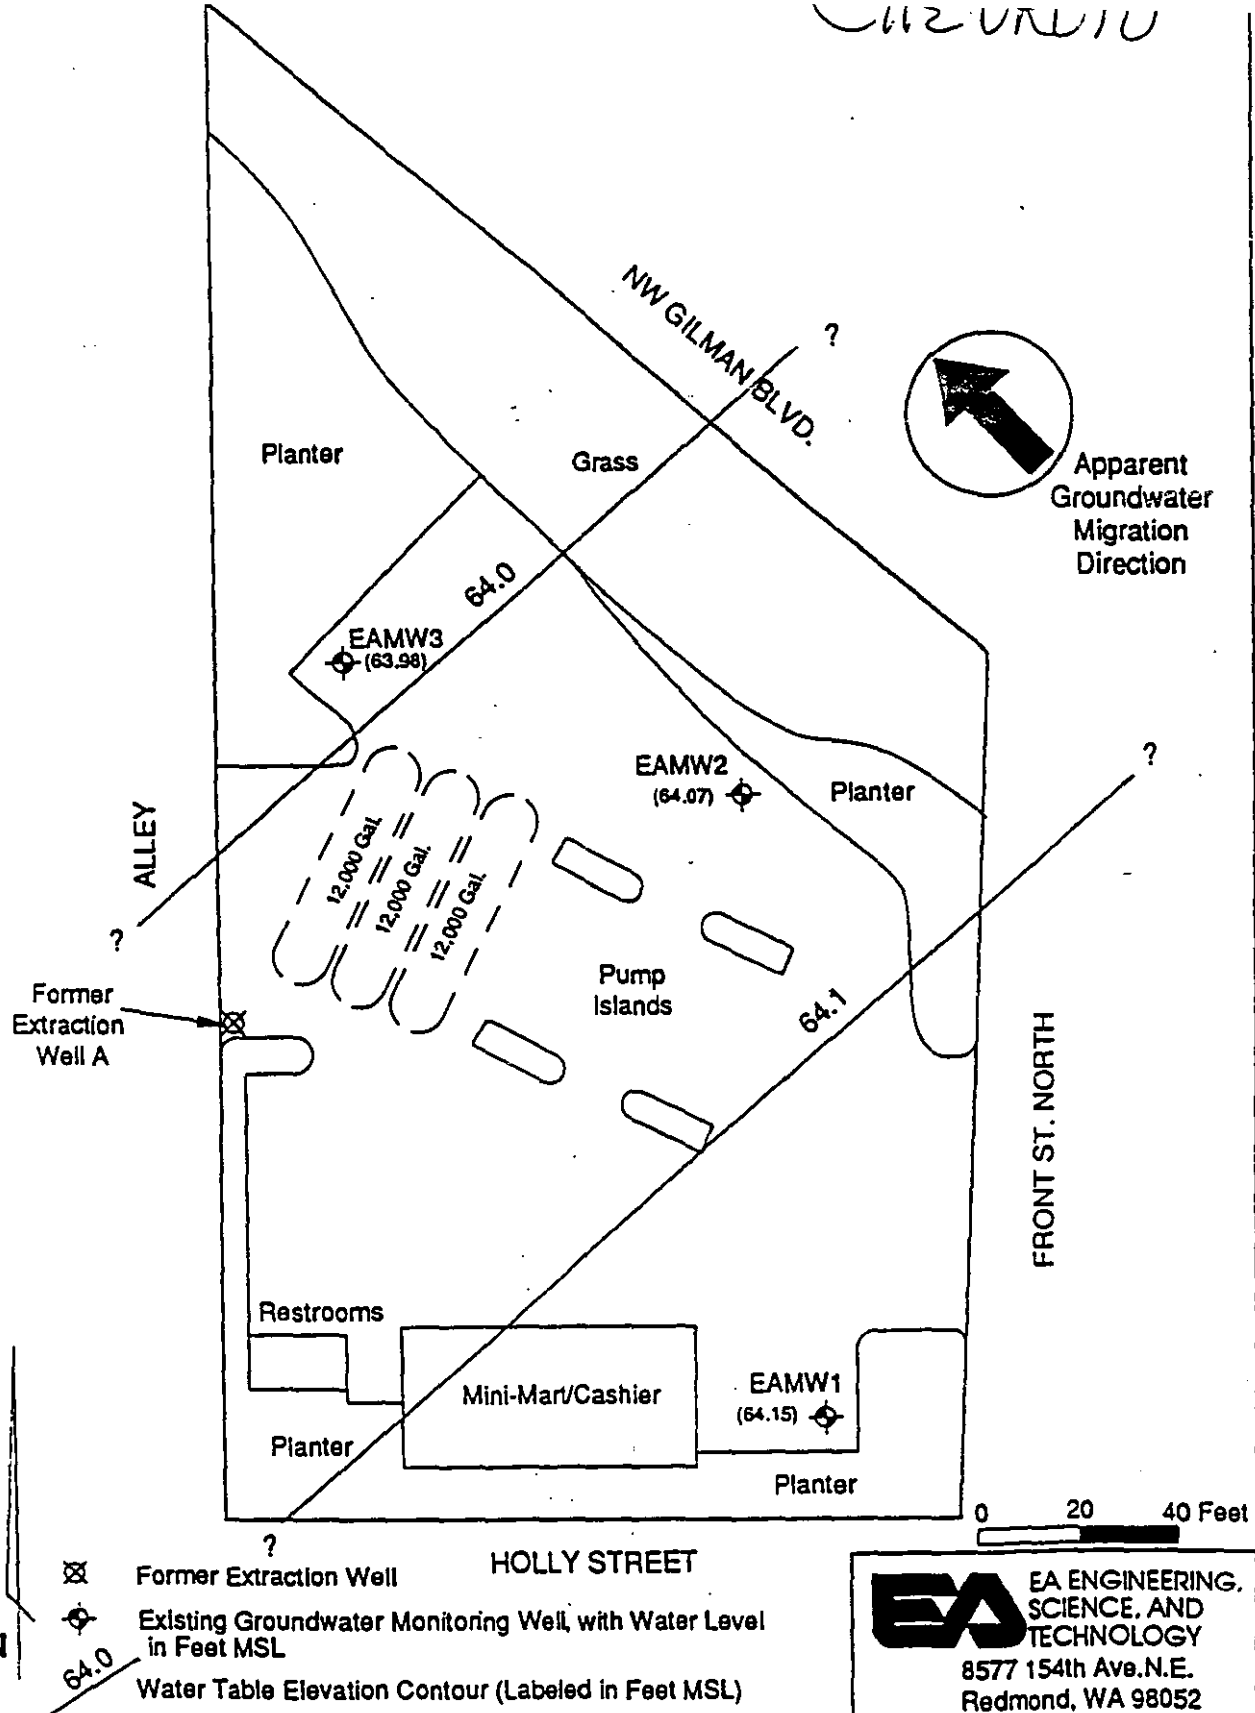 NW GILMAN BLVD.
?
Planter
Grass
Apparent
Groundwater
Migration
Direction
64.0
EAMW3
(63.98)
?
EAMW2
(64.07)
Planter
ALLEY
12,000 Gal.
12,000 Gal.
12,000 Gal.
?
Former
Extraction
Well A
Pump
Islands
64.1
FRONT ST. NORTH
Restrooms
Mini-Mart/Cashier
EAMW1
(64.15)
Planter
Planter
0 20 40 Feet
?
HOLLY STREET
Former Extraction Well
Existing Groundwater Monitoring Well, with Water Level
in Feet MSL
64.0
Water Table Elevation Contour (Labeled in Feet MSL)
EA
EA ENGINEERING,
SCIENCE, AND
TECHNOLOGY
8577 154th Ave.N.E.
Redmond, WA 98052